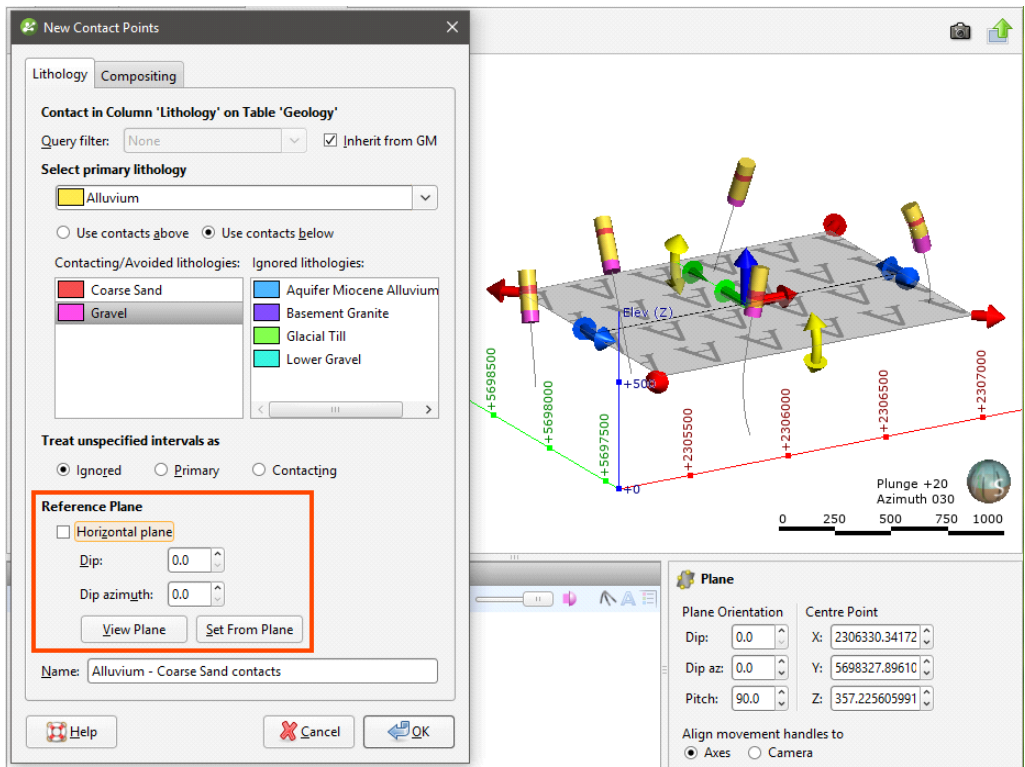 New Contact Points
Lithology Compositing
Contact in Column 'Lithology' on Table 'Geology'
Query filter: None Inherit from GM
Select primary lithology
Alluvium
Use contacts above Use contacts below
Contacting/Avoided lithologies: Ignored lithologies:
Coarse Sand Aquifer Miocene Alluvium
Gravel Basement Granite
Glacial Till
Lower Gravel
Treat unspecified intervals as
Ignored Primary Contacting
Reference Plane
Horizontal plane
Dip: 0.0
Dip azimuth: 0.0
View Plane Set From Plane
Name: Alluvium - Coarse Sand contacts
Help Cancel OK
Elev (Z)
+500
+0
+5698500
+5698000
+5697500
+2305500
+2306000
+2306500
+2307000
Plunge +20
Azimuth 030
0 250 500 750 1000
S
Plane
Plane Orientation Centre Point
Dip: 0.0 X: 2306330.34172
Dip az: 0.0 Y: 5698327.89610
Pitch: 90.0 Z: 357.225605991
Align movement handles to
Axes Camera